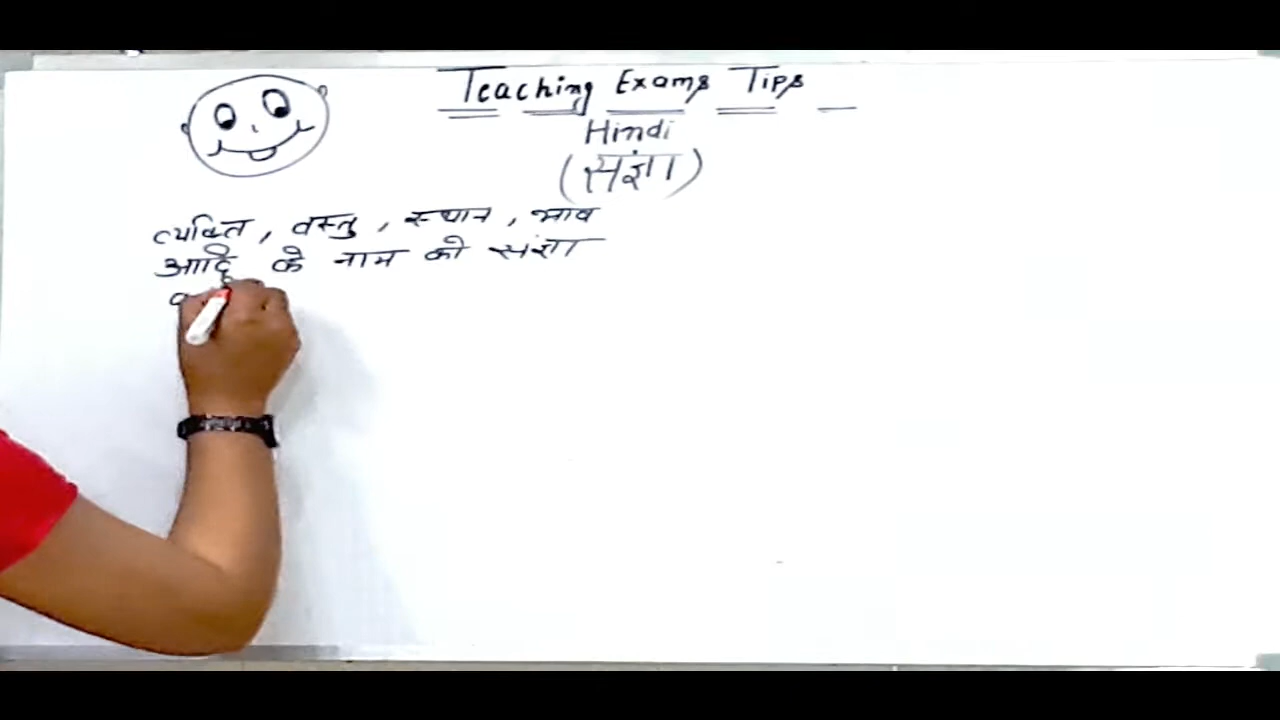 Teaching Exams Tips
Hindi
(संज्ञा)
व्यक्ति, वस्तु, स्थान, भाव
आदि के नाम को संज्ञा